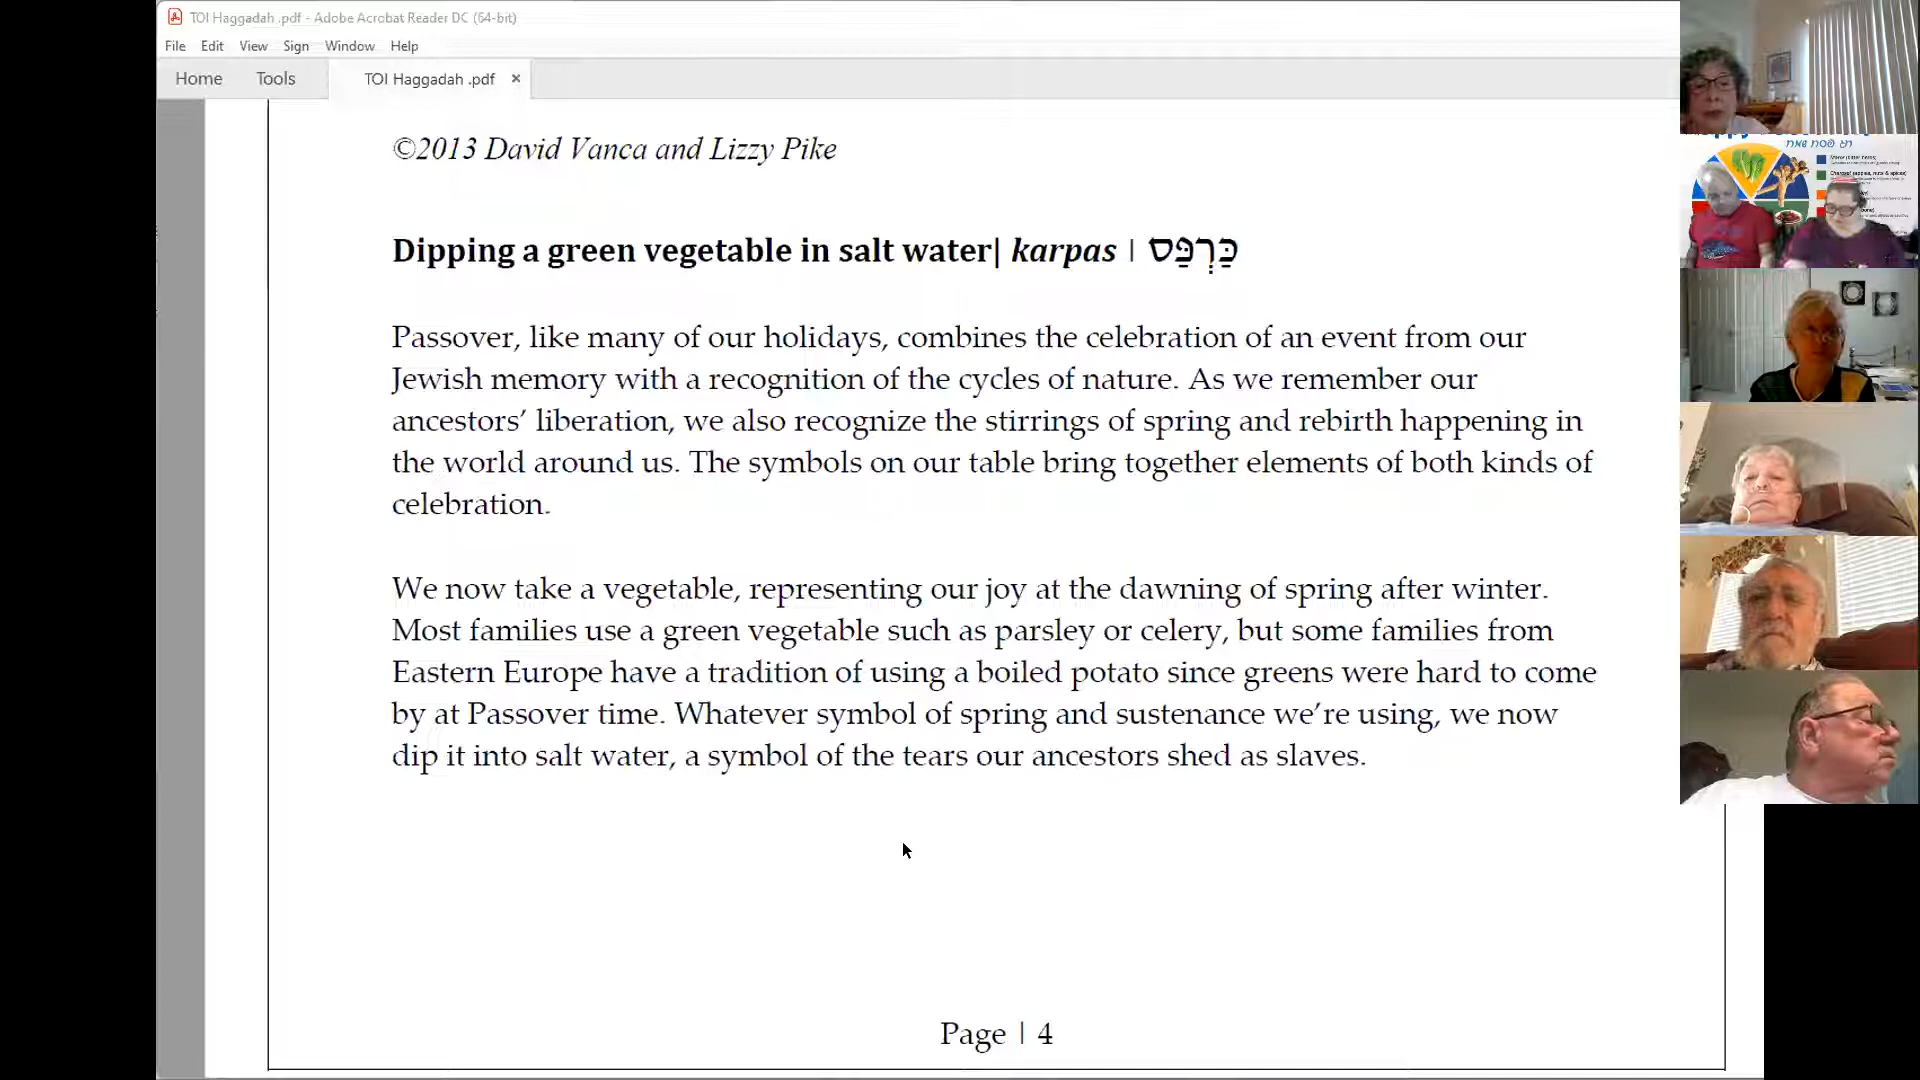 TOI Haggadah .pdf - Adobe Acrobat Reader DC (64-bit)
File Edit View Sign Window Help
Home Tools TOI Haggadah .pdf ×
©2013 David Vanca and Lizzy Pike
Dipping a green vegetable in salt water| karpas | כַּרְפַּס
Passover, like many of our holidays, combines the celebration of an event from our
Jewish memory with a recognition of the cycles of nature. As we remember our
ancestors’ liberation, we also recognize the stirrings of spring and rebirth happening in
the world around us. The symbols on our table bring together elements of both kinds of
celebration.
We now take a vegetable, representing our joy at the dawning of spring after winter.
Most families use a green vegetable such as parsley or celery, but some families from
Eastern Europe have a tradition of using a boiled potato since greens were hard to come
by at Passover time. Whatever symbol of spring and sustenance we’re using, we now
dip it into salt water, a symbol of the tears our ancestors shed as slaves.
Page | 4